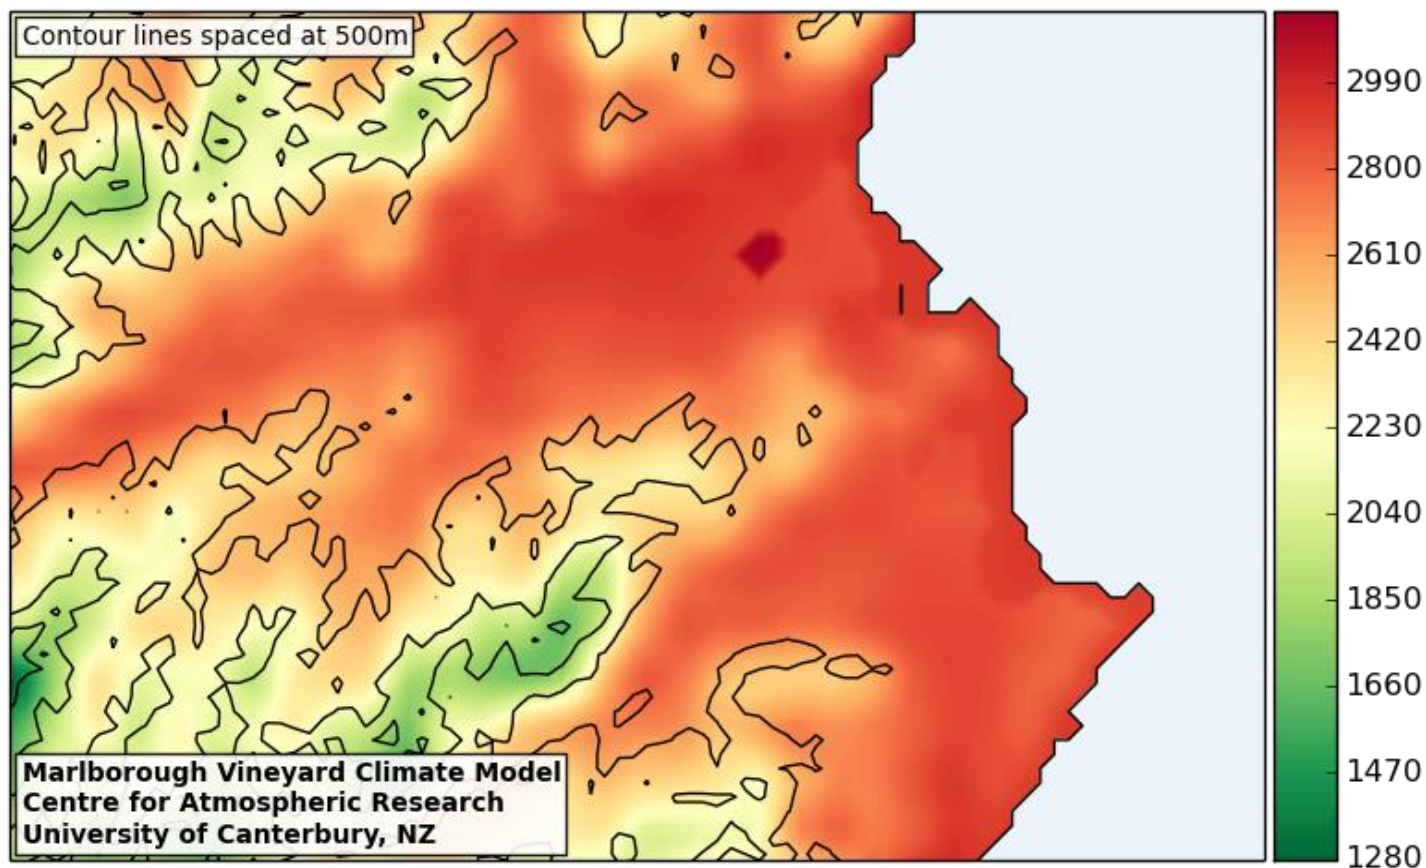 Contour lines spaced at 500m
2990
2800
2610
2420
2230
2040
1850
1660
1470
1280
Marlborough Vineyard Climate Model
Centre for Atmospheric Research
University of Canterbury, NZ